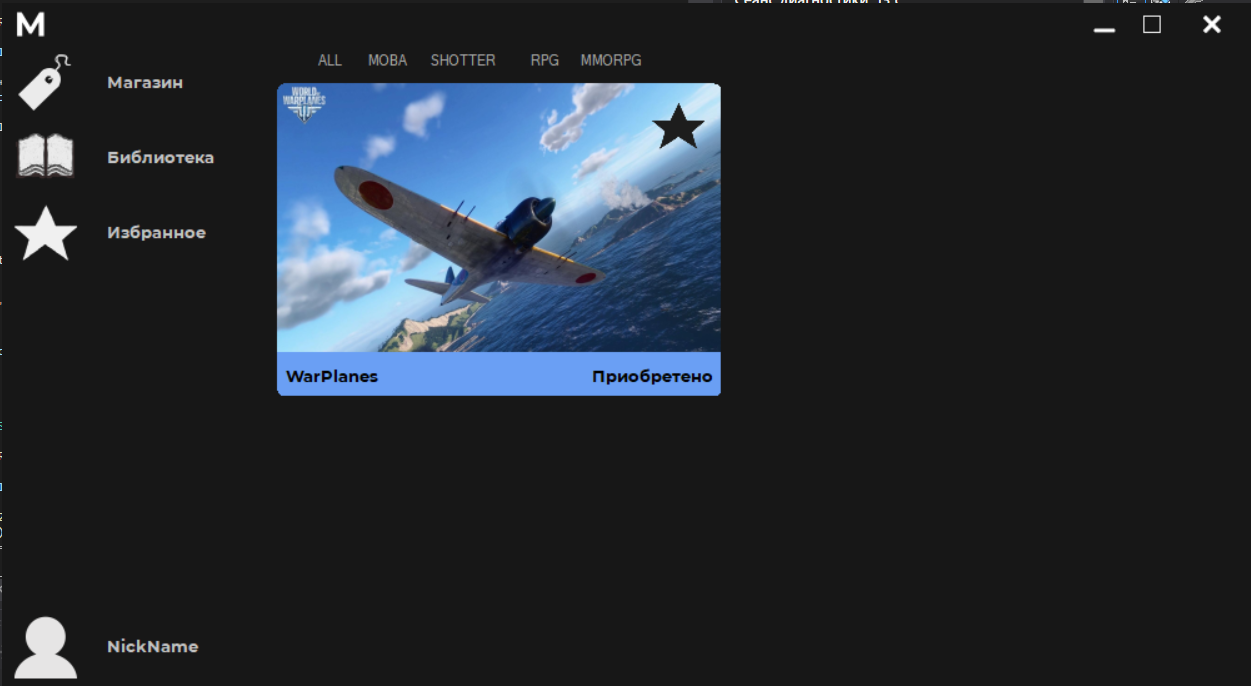 M
Магазин
Библиотека
Избранное
NickName
ALL MOBA SHOTTER RPG MMORPG
WORLD OF
WARPLANES
WarPlanes Приобретено